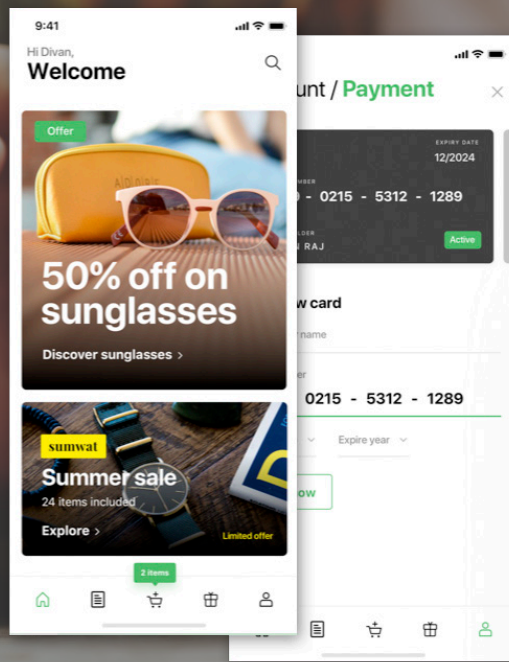 9:41
Hi Divan,
Welcome
Offer
50% off on
sunglasses
Discover sunglasses >
sumwat
Summer sale
24 items included
Explore >
Limited offer
2 items
/ Payment
EXPIRY DATE
12/2024
- 0215 - 5312 - 1289
RAJ
Active
card
name
0215 - 5312 - 1289
Expire year